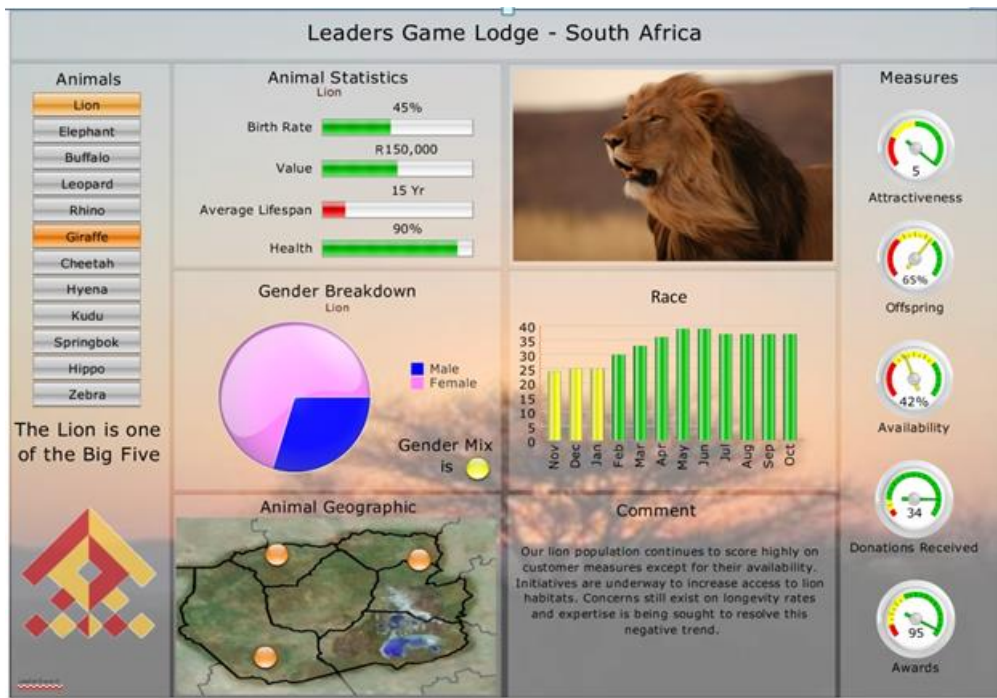 Leaders Game Lodge - South Africa
Animals
Lion
Elephant
Buffalo
Leopard
Rhino
Giraffe
Cheetah
Hyena
Kudu
Springbok
Hippo
Zebra
The Lion is one
of the Big Five
Animal Statistics
Lion
45%
Birth Rate
R150,000
Value
15 Yr
Average Lifespan
90%
Health
Gender Breakdown
Lion
Male
Female
Gender Mix
is
Race
40
35
30
25
20
15
10
5
0
Nov
Dec
Jan
Feb
Mar
Apr
May
Jun
Jul
Aug
Sep
Oct
Animal Geographic
Comment
Our lion population continues to score highly on
customer measures except for their availability.
Initiatives are underway to increase access to lion
habitats. Concerns still exist on longevity rates
and expertise is being sought to resolve this
negative trend.
Measures
5
Attractiveness
65%
Offspring
42%
Availability
34
Donations Received
95
Awards